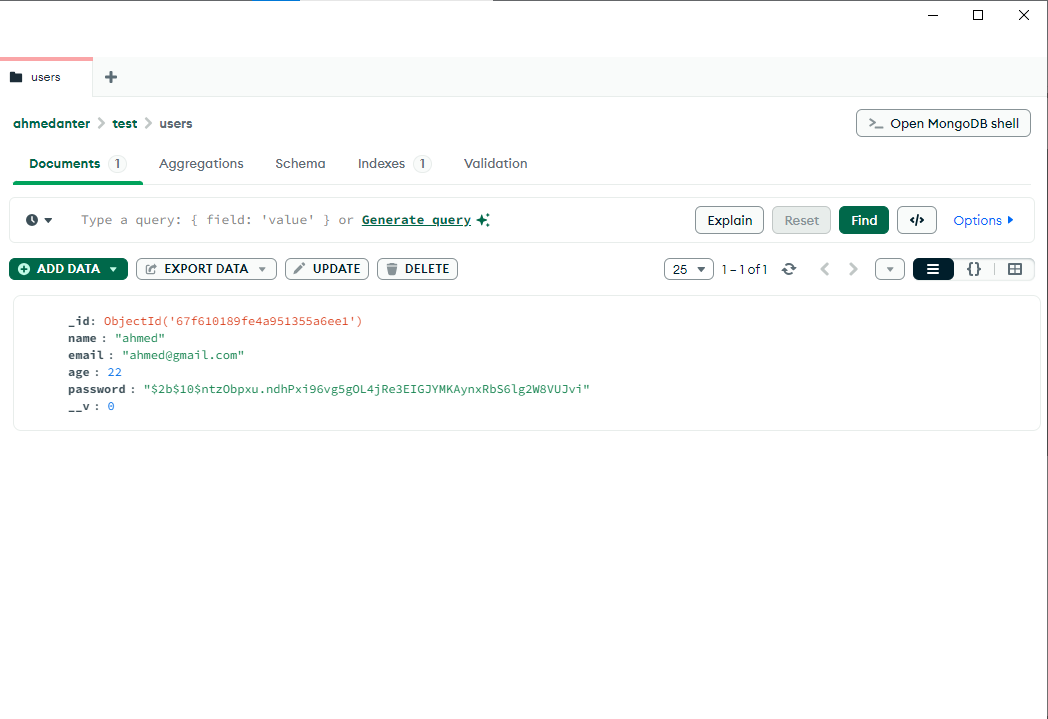 users
ahmedanter > test > users
>_ Open MongoDB shell
Documents 1 Aggregations Schema Indexes 1 Validation
Type a query: { field: 'value' } or Generate query
Explain Reset Find </> Options
ADD DATA EXPORT DATA UPDATE DELETE 25 1 – 1 of 1 {}
_id: ObjectId('67f610189fe4a951355a6ee1')
name : "ahmed"
email : "ahmed@gmail.com"
age : 22
password : "$2b$10$ntzObpxu.ndhPxi96vg5gOL4jRe3EIGJYMKAynxRbS6lg2W8VUJvi"
__v : 0